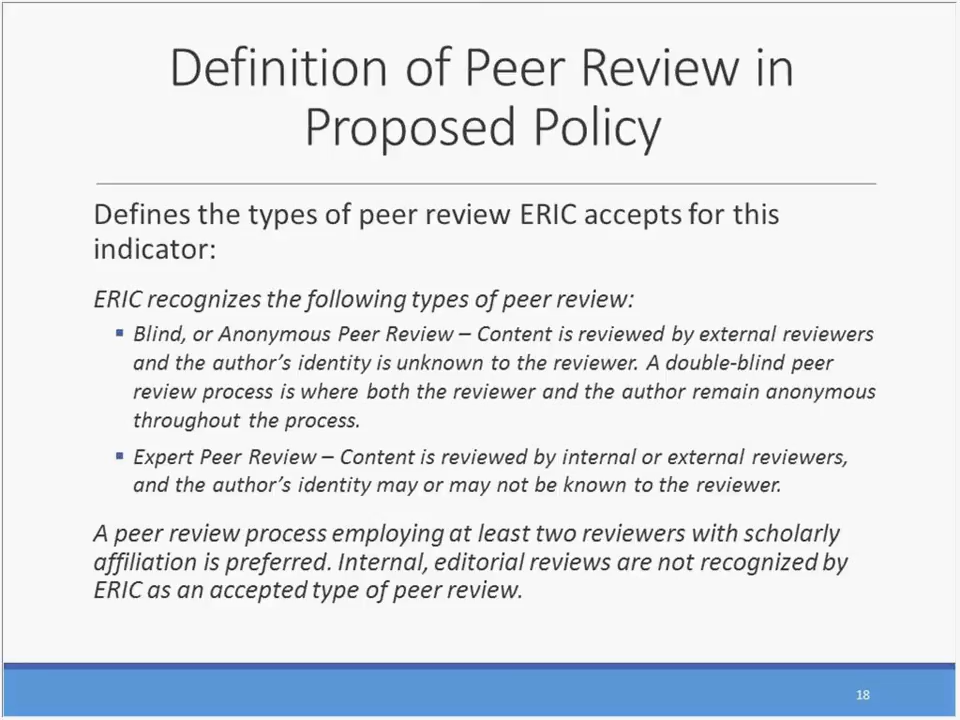 Definition of Peer Review in
Proposed Policy
Defines the types of peer review ERIC accepts for this
indicator:
ERIC recognizes the following types of peer review:
▪ Blind, or Anonymous Peer Review – Content is reviewed by external reviewers
and the author's identity is unknown to the reviewer. A double-blind peer
review process is where both the reviewer and the author remain anonymous
throughout the process.
▪ Expert Peer Review – Content is reviewed by internal or external reviewers,
and the author's identity may or may not be known to the reviewer.
A peer review process employing at least two reviewers with scholarly
affiliation is preferred. Internal, editorial reviews are not recognized by
ERIC as an accepted type of peer review.
18